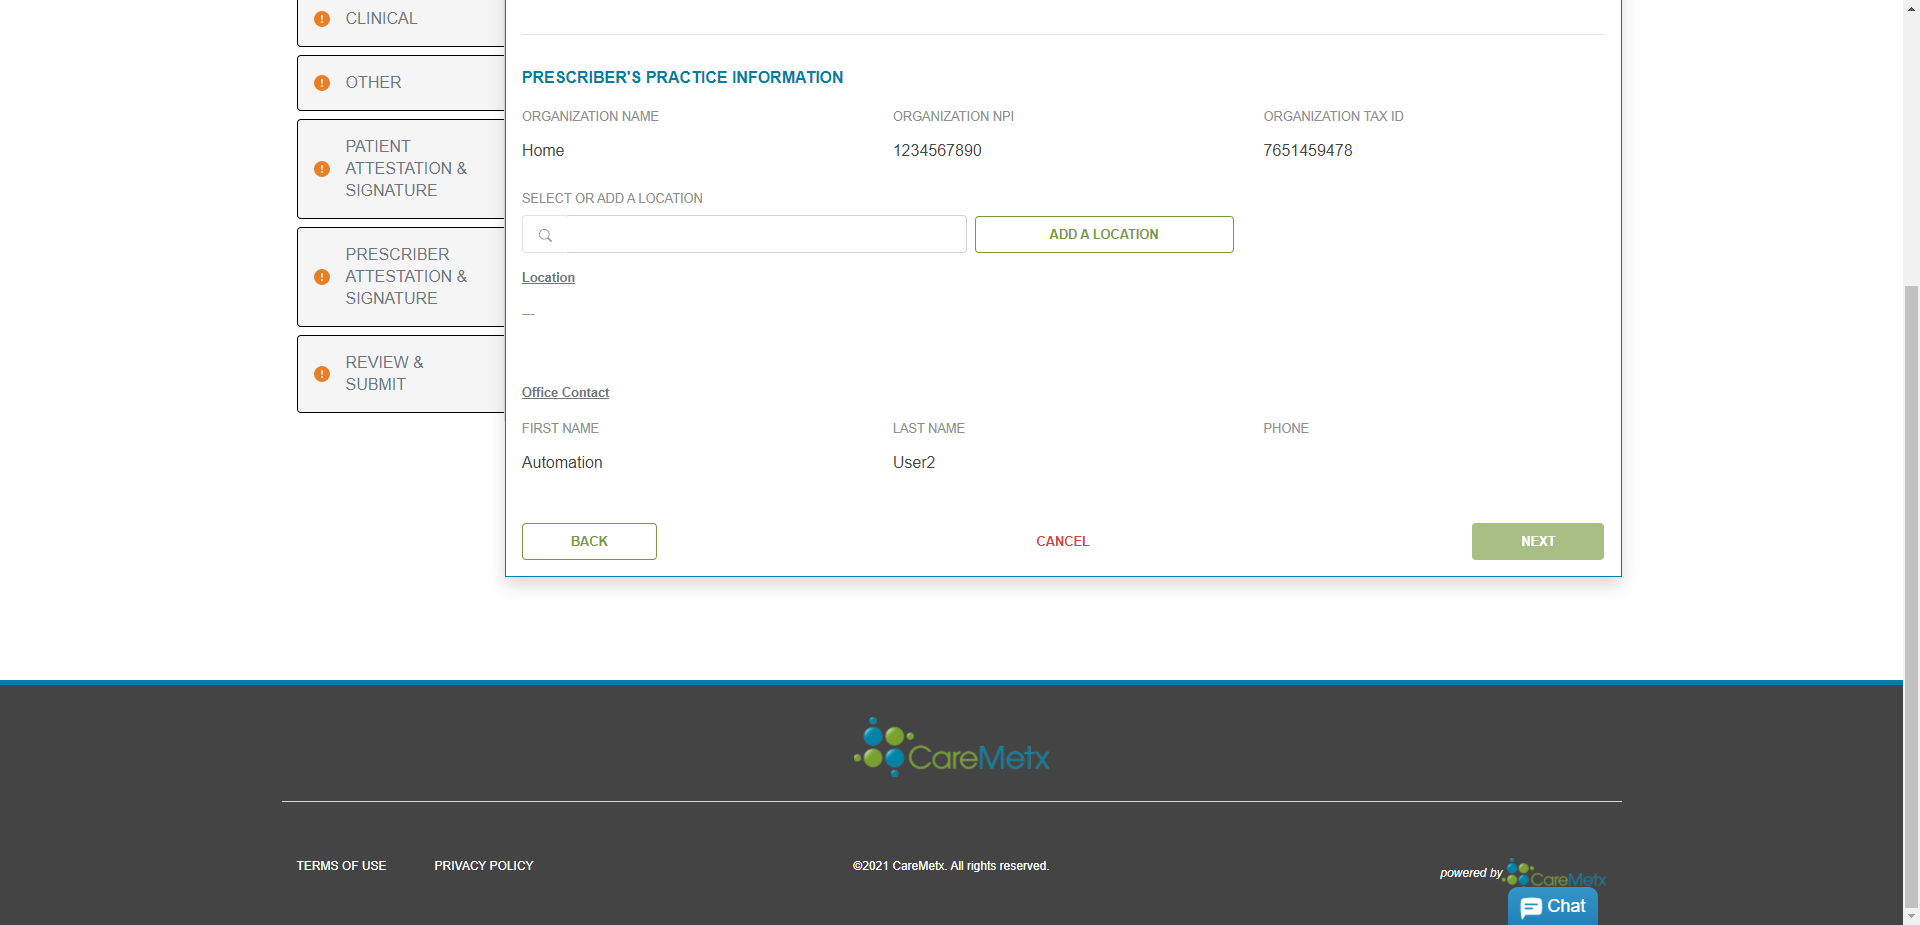 CLINICAL
OTHER
PATIENT
ATTESTATION &
SIGNATURE
PRESCRIBER
ATTESTATION &
SIGNATURE
REVIEW &
SUBMIT
PRESCRIBER'S PRACTICE INFORMATION
ORGANIZATION NAME ORGANIZATION NPI ORGANIZATION TAX ID
Home 1234567890 7651459478
SELECT OR ADD A LOCATION
ADD A LOCATION
Location
---
Office Contact
FIRST NAME LAST NAME PHONE
Automation User2
BACK CANCEL NEXT
CareMetx
TERMS OF USE PRIVACY POLICY ©2021 CareMetx. All rights reserved.
powered by CareMetx
Chat